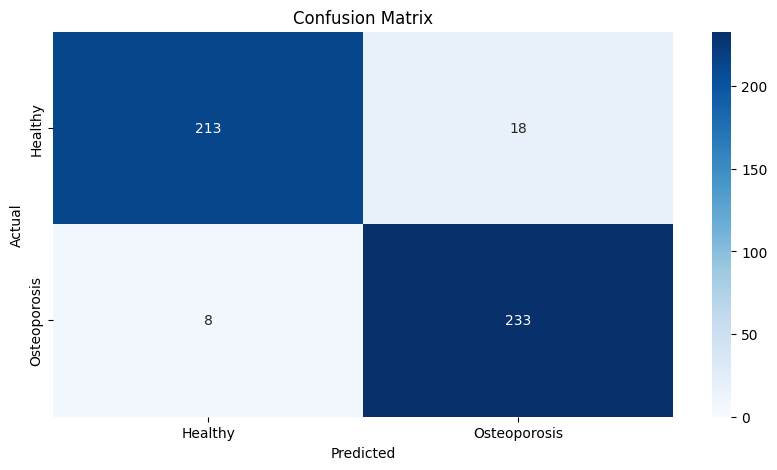 Confusion Matrix
Actual
Healthy
213
18
Osteoporosis
8
233
Healthy
Osteoporosis
Predicted
200
150
100
50
0